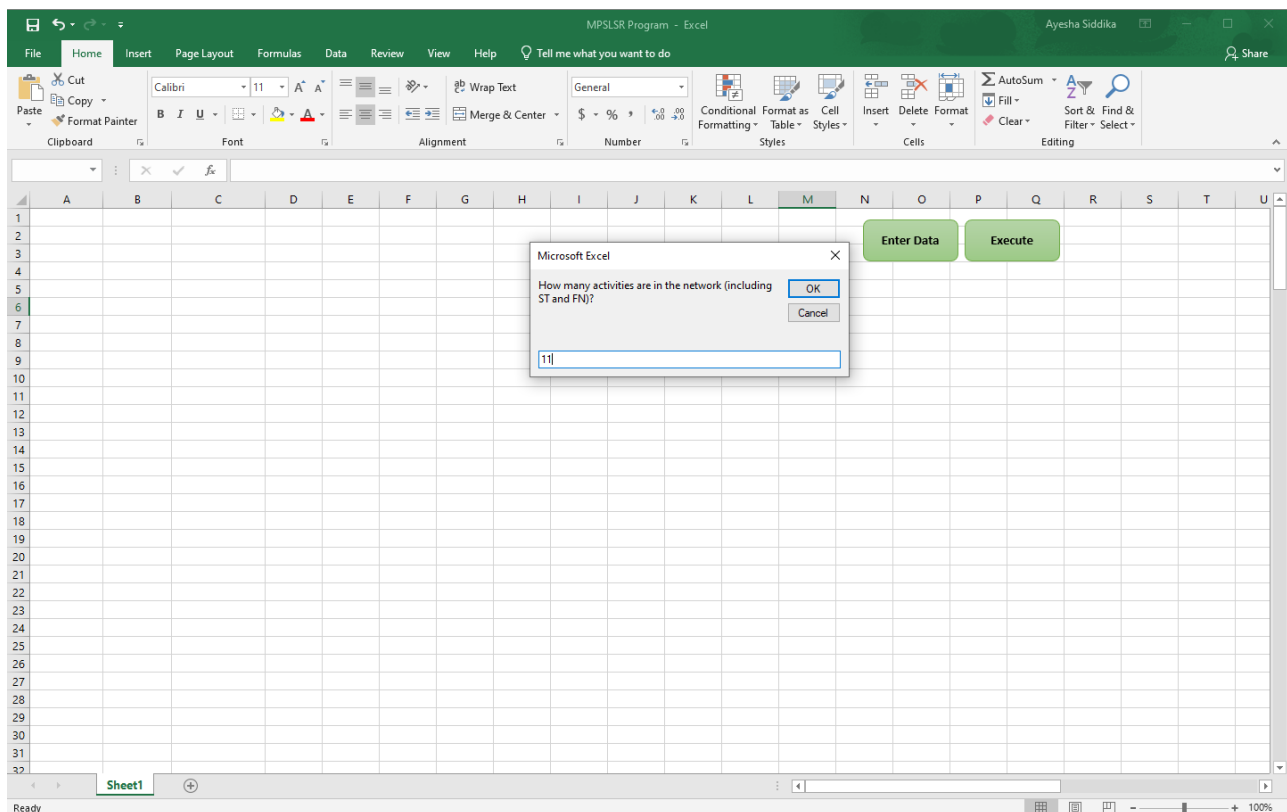 MPSLSR Program - Excel
Ayesha Siddika
File Home Insert Page Layout Formulas Data Review View Help Tell me what you want to do Share
Paste
Cut
Copy
Format Painter
Clipboard
Calibri 11 A A
B I U A
Font
ab Wrap Text
Merge & Center
Alignment
General
$ % , .0 .00 .00 .0
Number
Conditional Formatting
Format as Table
Cell Styles
Styles
Insert Delete Format
Cells
AutoSum
Fill
Clear
Sort & Filter
Find & Select
Editing
fx
A B C D E F G H I J K L M N O P Q R S T U
1
2
3
4
5
6
7
8
9
10
11
12
13
14
15
16
17
18
19
20
21
22
23
24
25
26
27
28
29
30
31
32
Enter Data Execute
Microsoft Excel
How many activities are in the network (including
ST and FN)?
OK
Cancel
11
Sheet1
Ready
100%